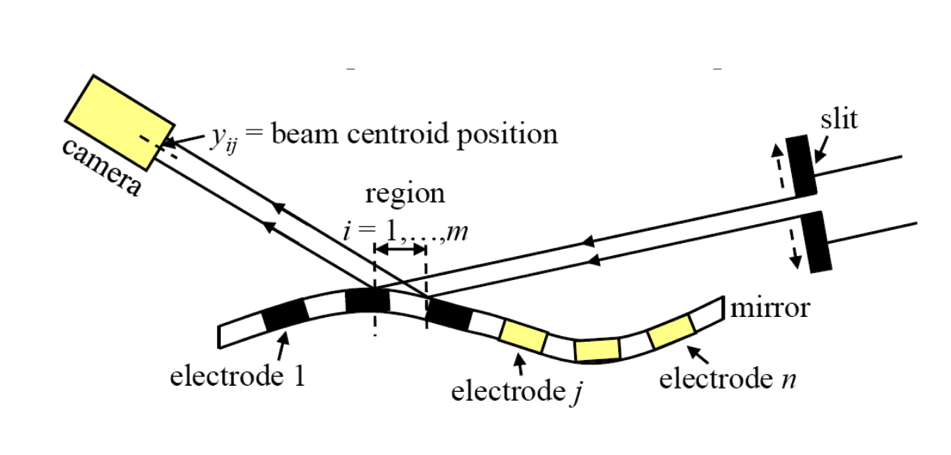 slit
y_ij = beam centroid position
camera
region
i = 1,…,m
mirror
electrode 1
electrode j
electrode n